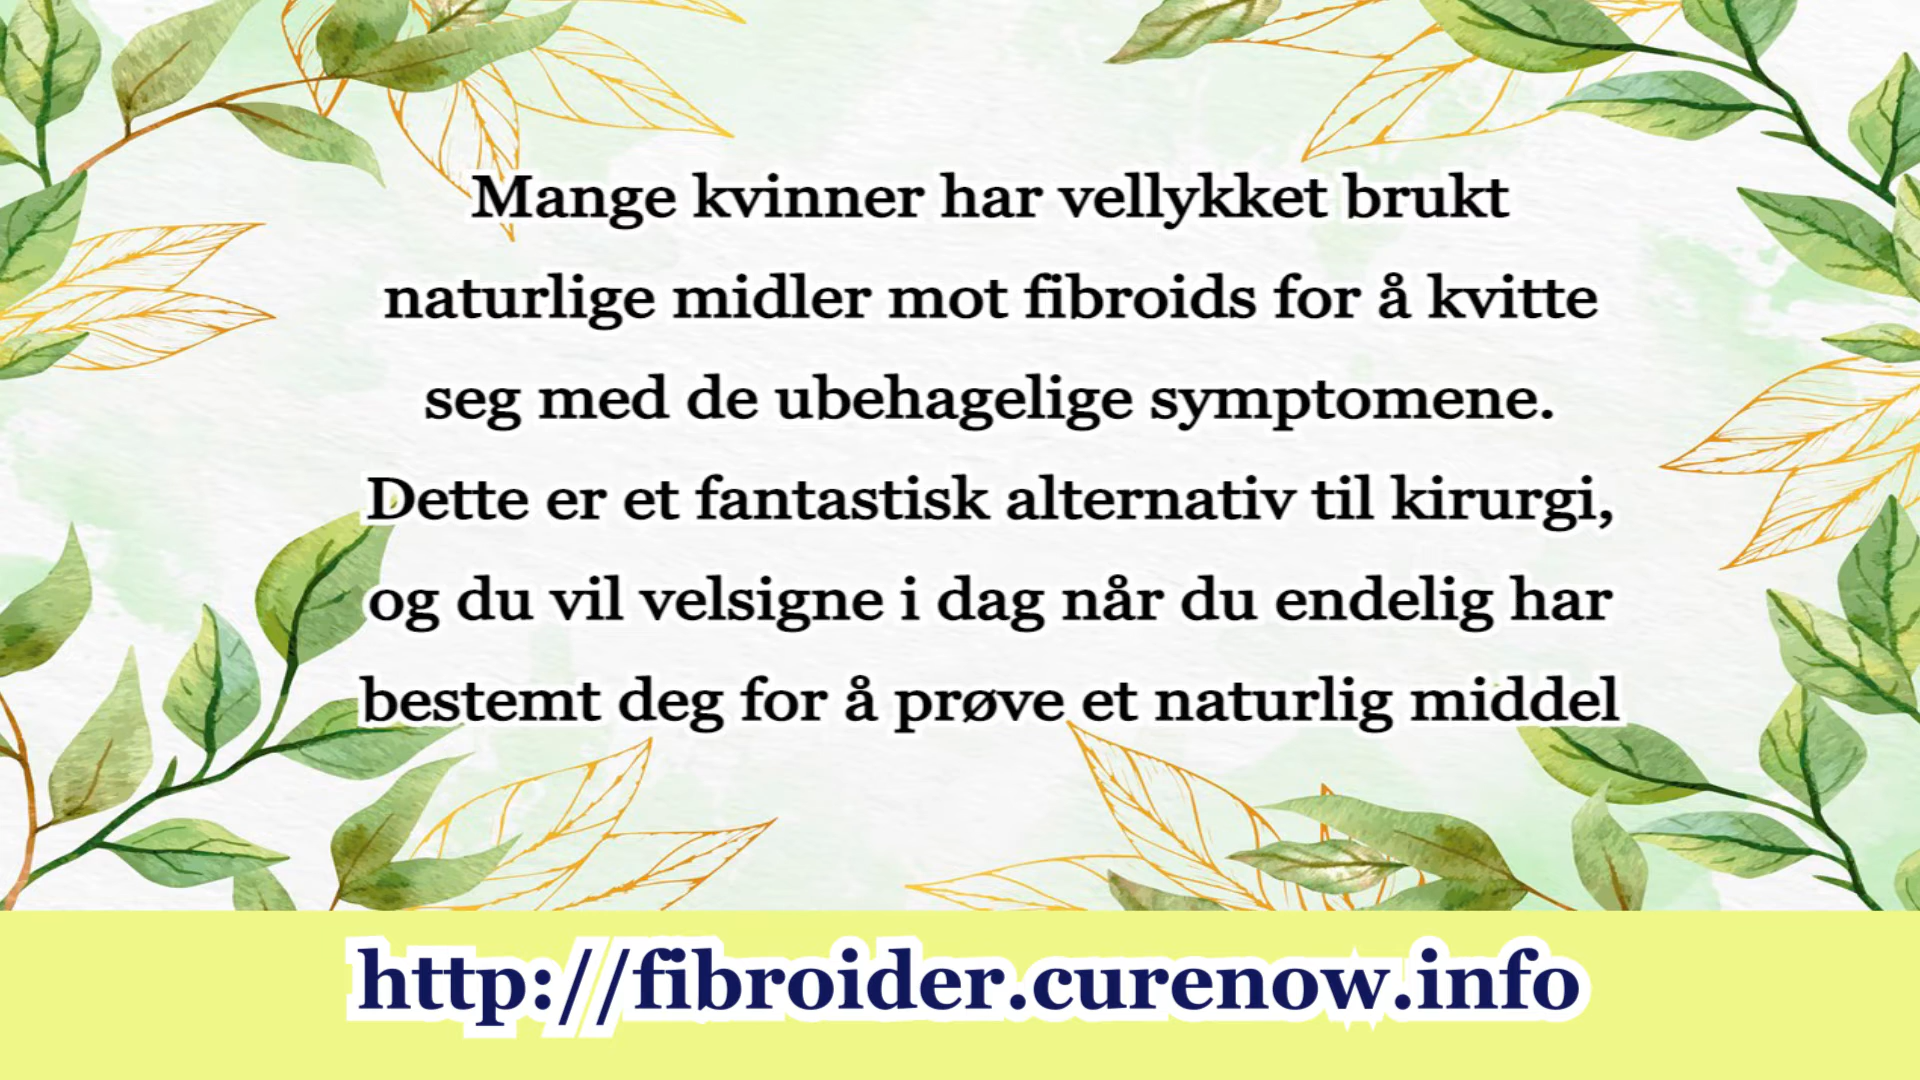 Mange kvinner har vellykket brukt
naturlige midler mot fibroids for å kvitte
seg med de ubehagelige symptomene.
Dette er et fantastisk alternativ til kirurgi,
og du vil velsigne i dag når du endelig har
bestemt deg for å prøve et naturlig middel
http://fibroider.curenow.info